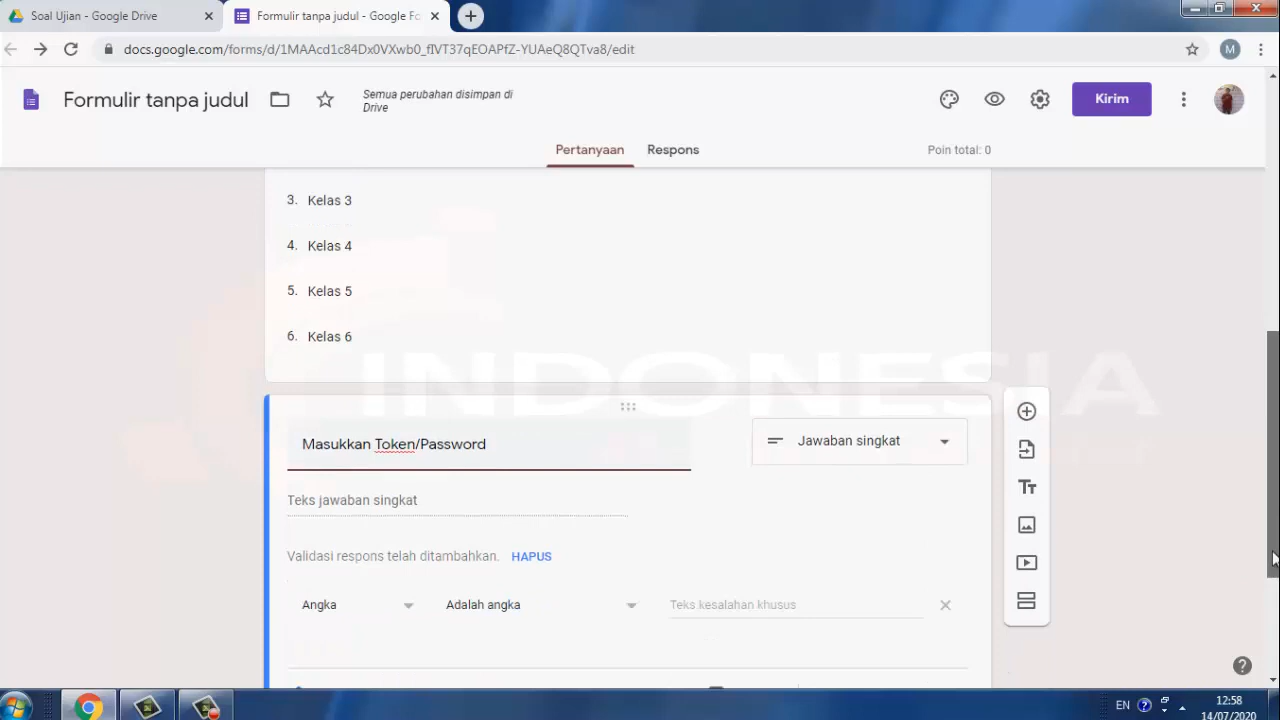 Soal Ujian - Google Drive
Formulir tanpa judul - Google Fo
docs.google.com/forms/d/1MAAcd1c84Dx0VXwb0_fIVT37qEOAPfZ-YUAeQ8QTva8/edit
M
Formulir tanpa judul
Semua perubahan disimpan di
Drive
Kirim
Pertanyaan
Respons
Poin total: 0
3. Kelas 3
4. Kelas 4
5. Kelas 5
6. Kelas 6
INDONESIA
Masukkan Token/Password
Jawaban singkat
Teks jawaban singkat
Validasi respons telah ditambahkan. HAPUS
Angka
Adalah angka
Teks kesalahan khusus
EN
12:58
14/07/2020